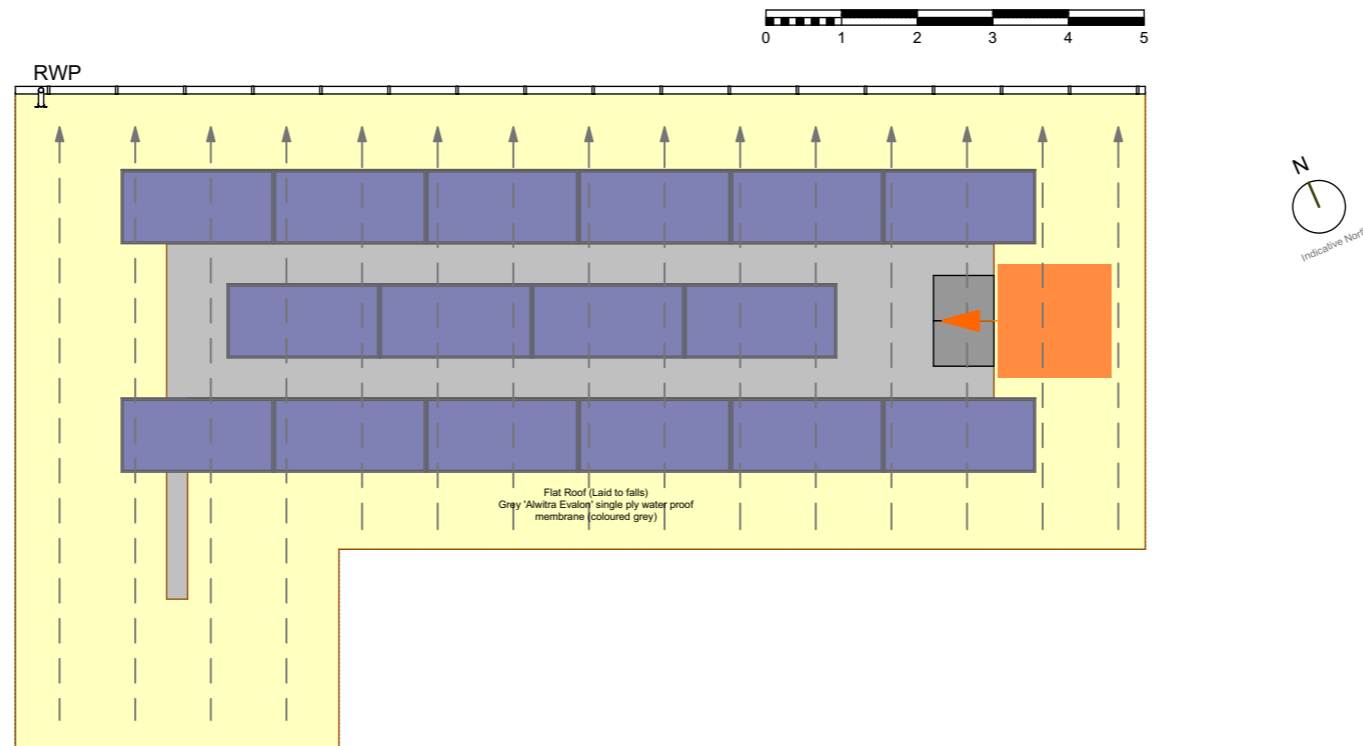 0 1 2 3 4 5
RWP
N
Indicative North
Flat Roof (Laid to falls)
Grey 'Alwitra Evalon' single ply water proof
membrane (coloured grey)